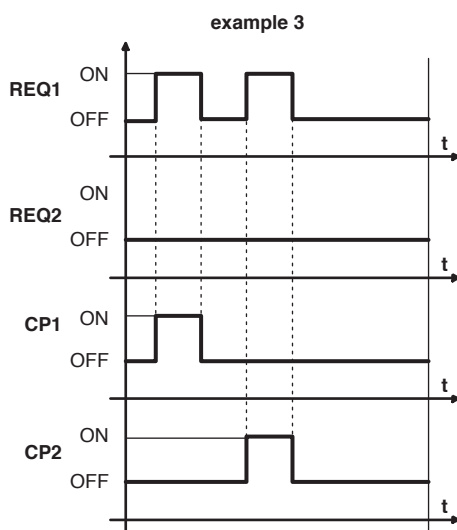 example 3
ON
REQ1
OFF
t
ON
REQ2
OFF
t
ON
CP1
OFF
t
ON
CP2
OFF
t